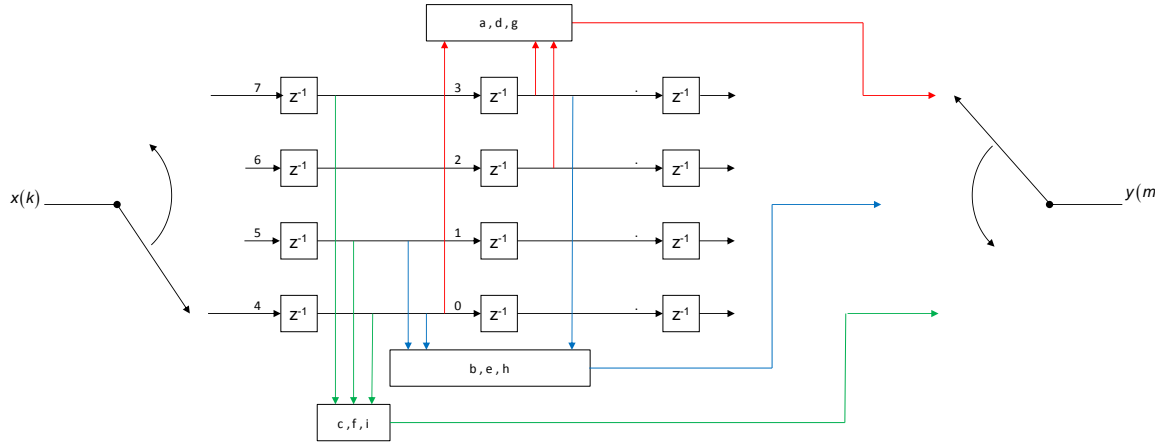 a , d , g
7 z-1 3 z-1 . z-1
6 z-1 2 z-1 . z-1
x(k) y(m
5 z-1 1 z-1 . z-1
4 z-1 0 z-1 . z-1
b , e , h
c , f , i